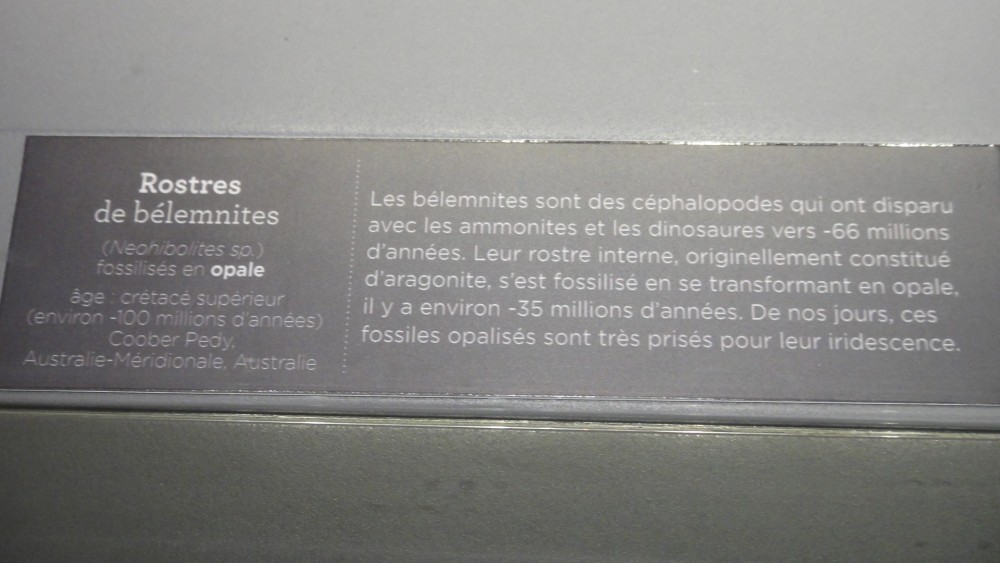 Rostres
de bélemnites
(Neohibolites sp.)
fossilisés en opale
âge : crétacé supérieur
(environ -100 millions d'années)
Coober Pedy,
Australie-Méridionale, Australie
Les bélemnites sont des céphalopodes qui ont disparu
avec les ammonites et les dinosaures vers -66 millions
d'années. Leur rostre interne, originellement constitué
d'aragonite, s'est fossilisé en se transformant en opale,
il y a environ -35 millions d'années. De nos jours, ces
fossiles opalisés sont très prisés pour leur iridescence.